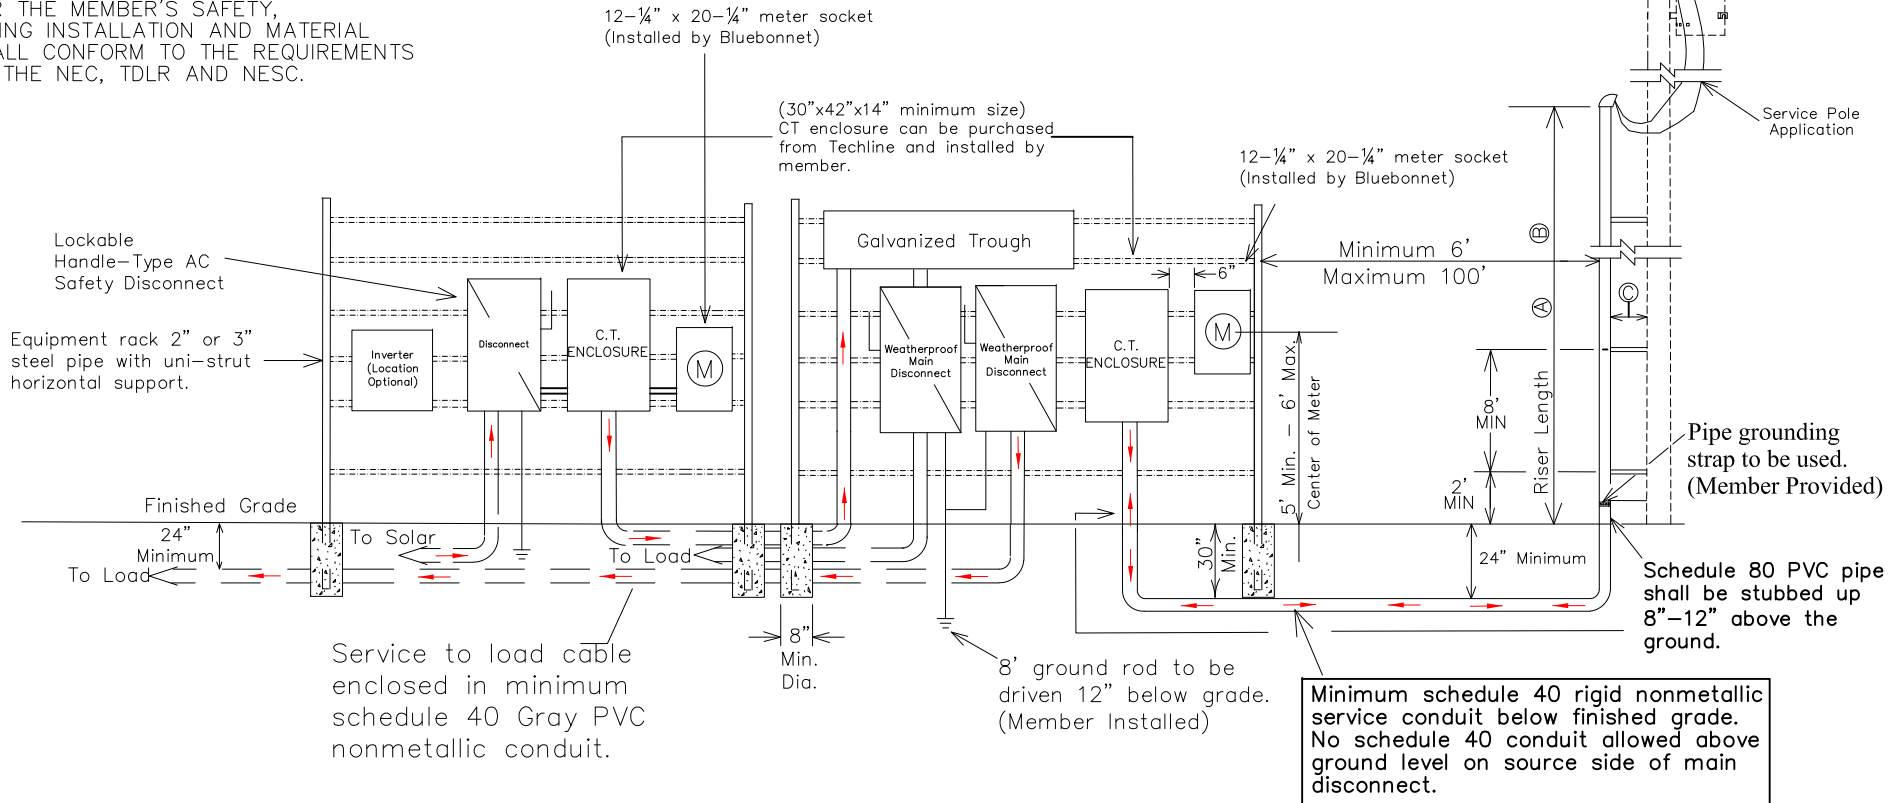 R THE MEMBER'S SAFETY,
ING INSTALLATION AND MATERIAL
ALL CONFORM TO THE REQUIREMENTS
THE NEC, TDLR AND NESC.
12-¼" x 20-¼" meter socket
(Installed by Bluebonnet)
(30"x42"x14" minimum size)
CT enclosure can be purchased
from Techline and installed by
member.
12-¼" x 20-¼" meter socket
(Installed by Bluebonnet)
Service Pole
Application
Lockable
Handle-Type AC
Safety Disconnect
Equipment rack 2" or 3"
steel pipe with uni-strut
horizontal support.
Inverter
(Location
Optional)
Disconnect
C.T.
ENCLOSURE
M
Galvanized Trough
Weatherproof
Main
Disconnect
Weatherproof
Main
Disconnect
C.T.
ENCLOSURE
6"
M
Minimum 6'
Maximum 100'
B
A
C
Riser Length
8'
MIN
2'
MIN
5' Min. - 6' Max.
Center of Meter
Pipe grounding
strap to be used.
(Member Provided)
Finished Grade
24"
Minimum
To Load
To Solar
To Load
30"
Min.
24" Minimum
Schedule 80 PVC pipe
shall be stubbed up
8"-12" above the
ground.
8"
Min.
Dia.
Service to load cable
enclosed in minimum
schedule 40 Gray PVC
nonmetallic conduit.
8' ground rod to be
driven 12" below grade.
(Member Installed)
Minimum schedule 40 rigid nonmetallic
service conduit below finished grade.
No schedule 40 conduit allowed above
ground level on source side of main
disconnect.